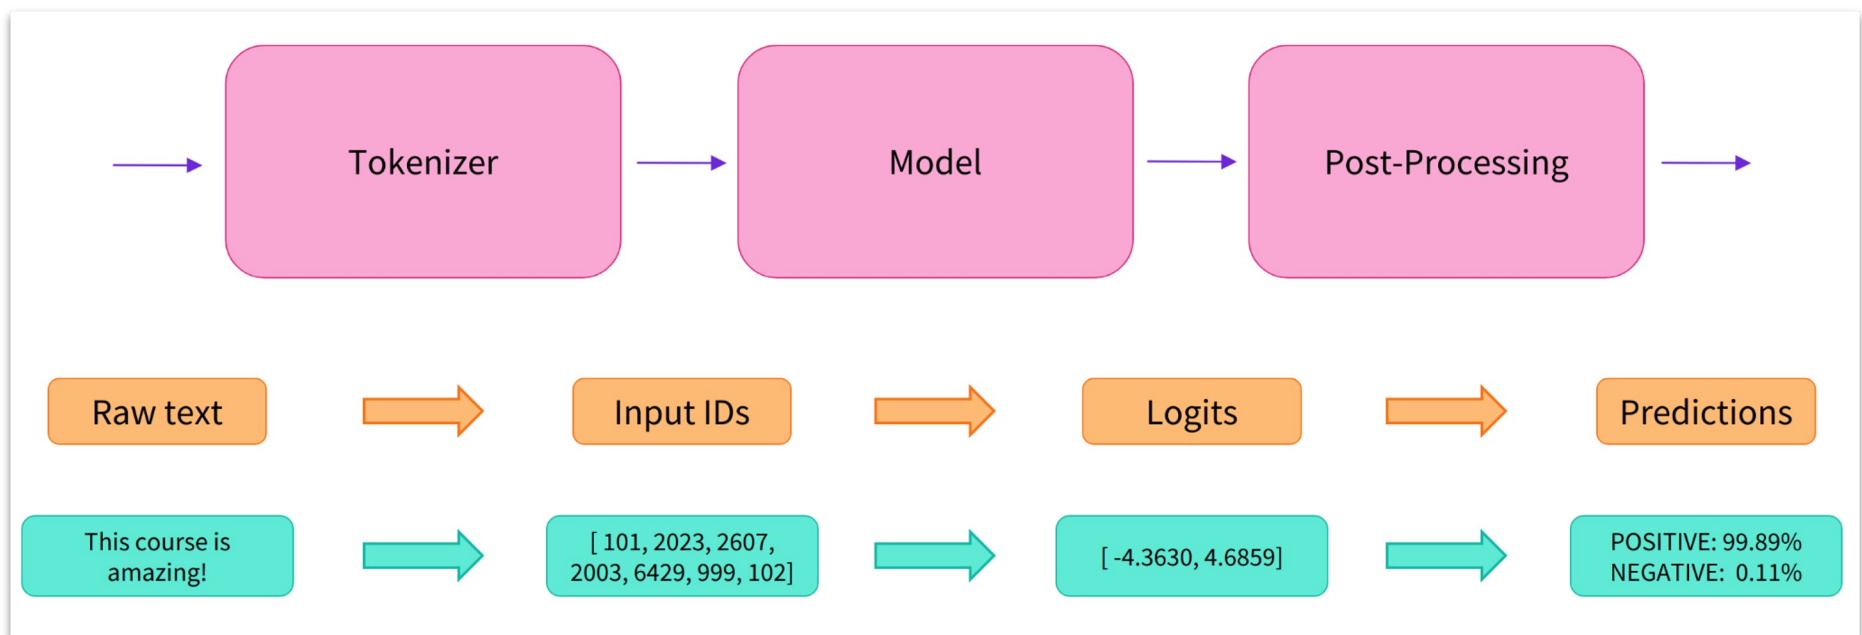 Tokenizer
Model
Post-Processing
Raw text
Input IDs
Logits
Predictions
This course is
amazing!
[ 101, 2023, 2607,
2003, 6429, 999, 102]
[ -4.3630, 4.6859]
POSITIVE: 99.89%
NEGATIVE: 0.11%